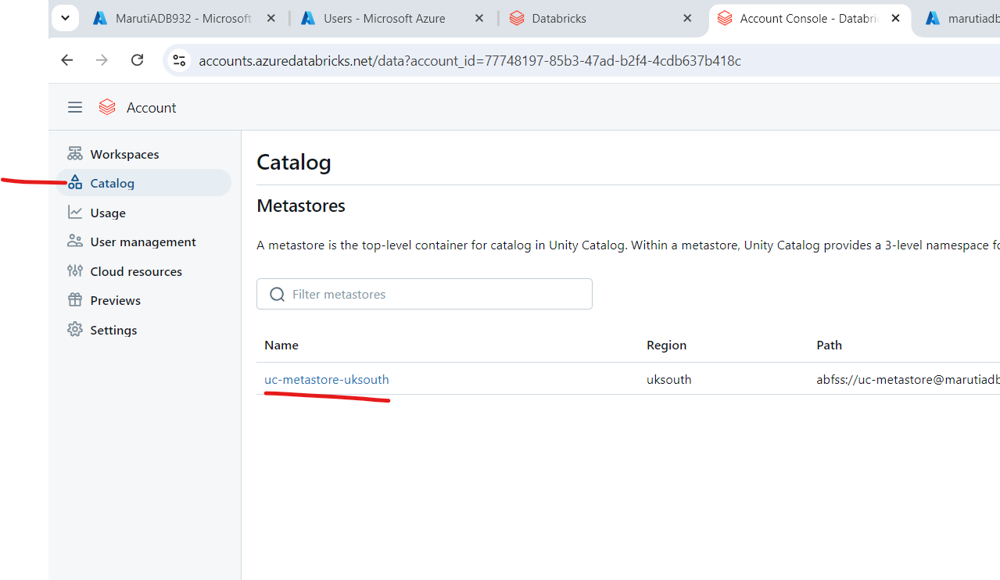 MarutiADB932 - Microsoft
Users - Microsoft Azure
Databricks
Account Console - Databri
marutiadb
accounts.azuredatabricks.net/data?account_id=77748197-85b3-47ad-b2f4-4cdb637b418c
Account
Workspaces
Catalog
Usage
User management
Cloud resources
Previews
Settings
Catalog
Metastores
A metastore is the top-level container for catalog in Unity Catalog. Within a metastore, Unity Catalog provides a 3-level namespace fo
Filter metastores
Name Region Path
uc-metastore-uksouth uksouth abfss://uc-metastore@marutiadb